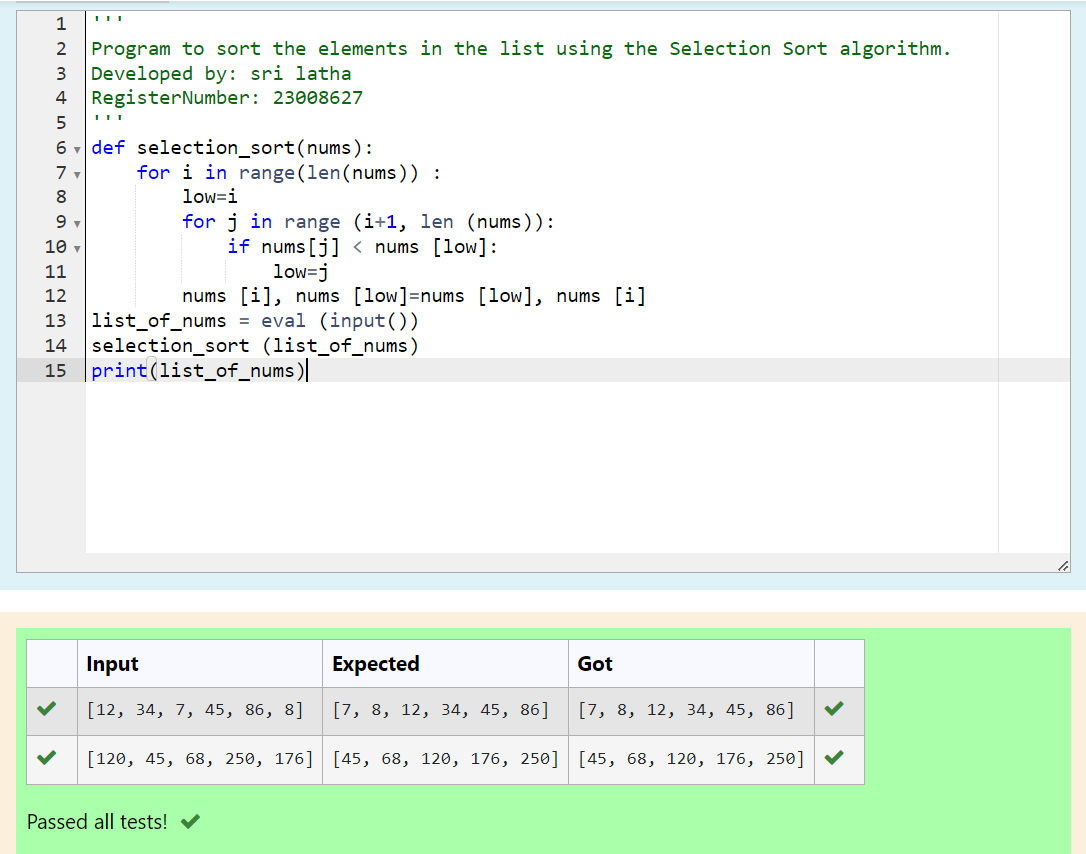 1 '''
2 Program to sort the elements in the list using the Selection Sort algorithm.
3 Developed by: sri latha
4 RegisterNumber: 23008627
5 '''
6 def selection_sort(nums):
7     for i in range(len(nums)) :
8         low=i
9         for j in range (i+1, len (nums)):
10             if nums[j] < nums [low]:
11                 low=j
12         nums [i], nums [low]=nums [low], nums [i]
13 list_of_nums = eval (input())
14 selection_sort (list_of_nums)
15 print(list_of_nums)
Input Expected Got
[12, 34, 7, 45, 86, 8] [7, 8, 12, 34, 45, 86] [7, 8, 12, 34, 45, 86]
[120, 45, 68, 250, 176] [45, 68, 120, 176, 250] [45, 68, 120, 176, 250]
Passed all tests!